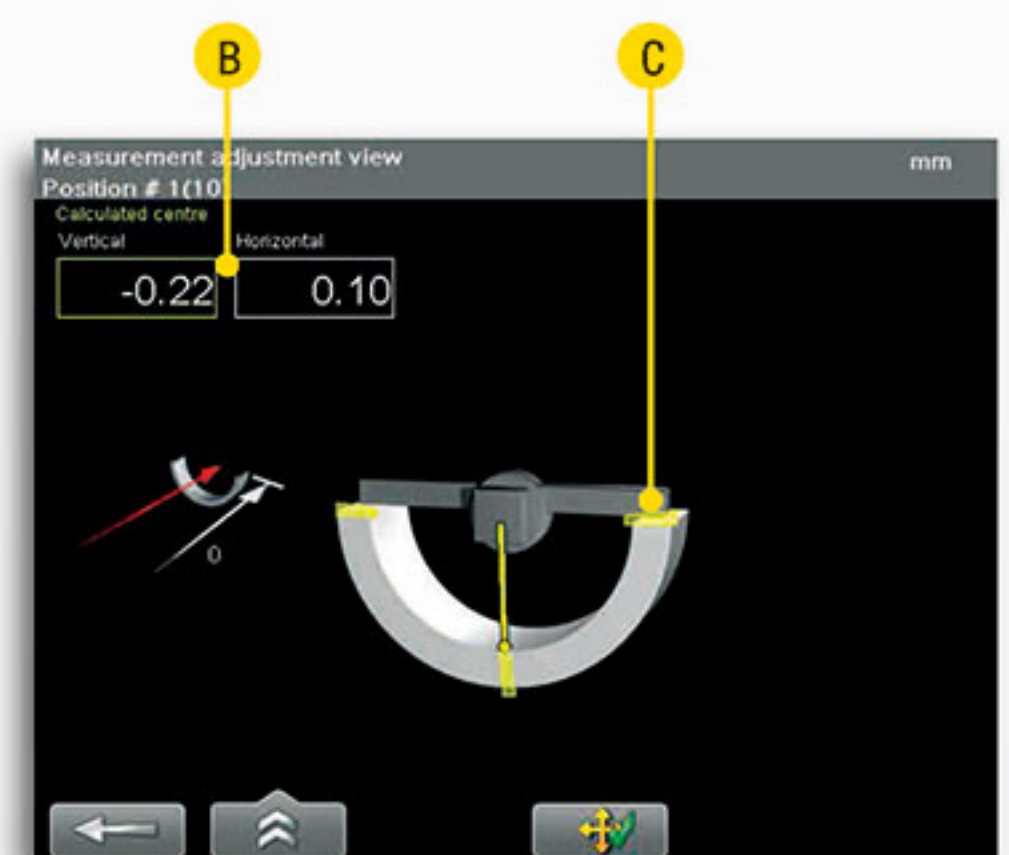 B C
Measurement adjustment view mm
Position # 1(10)
Calculated centre
Vertical Horizontal
-0.22 0.10
0